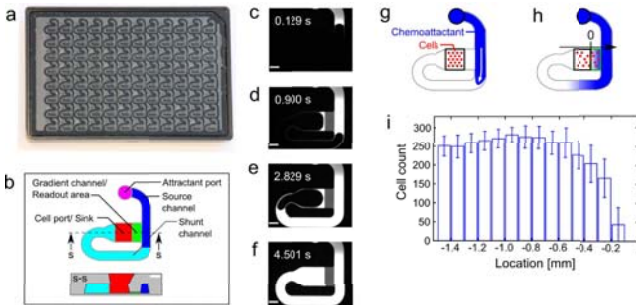 a
b
Gradient channel/
Readout area
Attractant port
Source
channel
Cell port/ Sink
Shunt
channel
s
s
S-S
c
0.129 s
d
0.900 s
e
2.829 s
f
4.501 s
g
Chemoattactant
Cell
h
0
i
Cell count
300
250
200
150
100
50
0
-1.4 -1.2 -1.0 -0.8 -0.6 -0.4 -0.2
Location [mm]